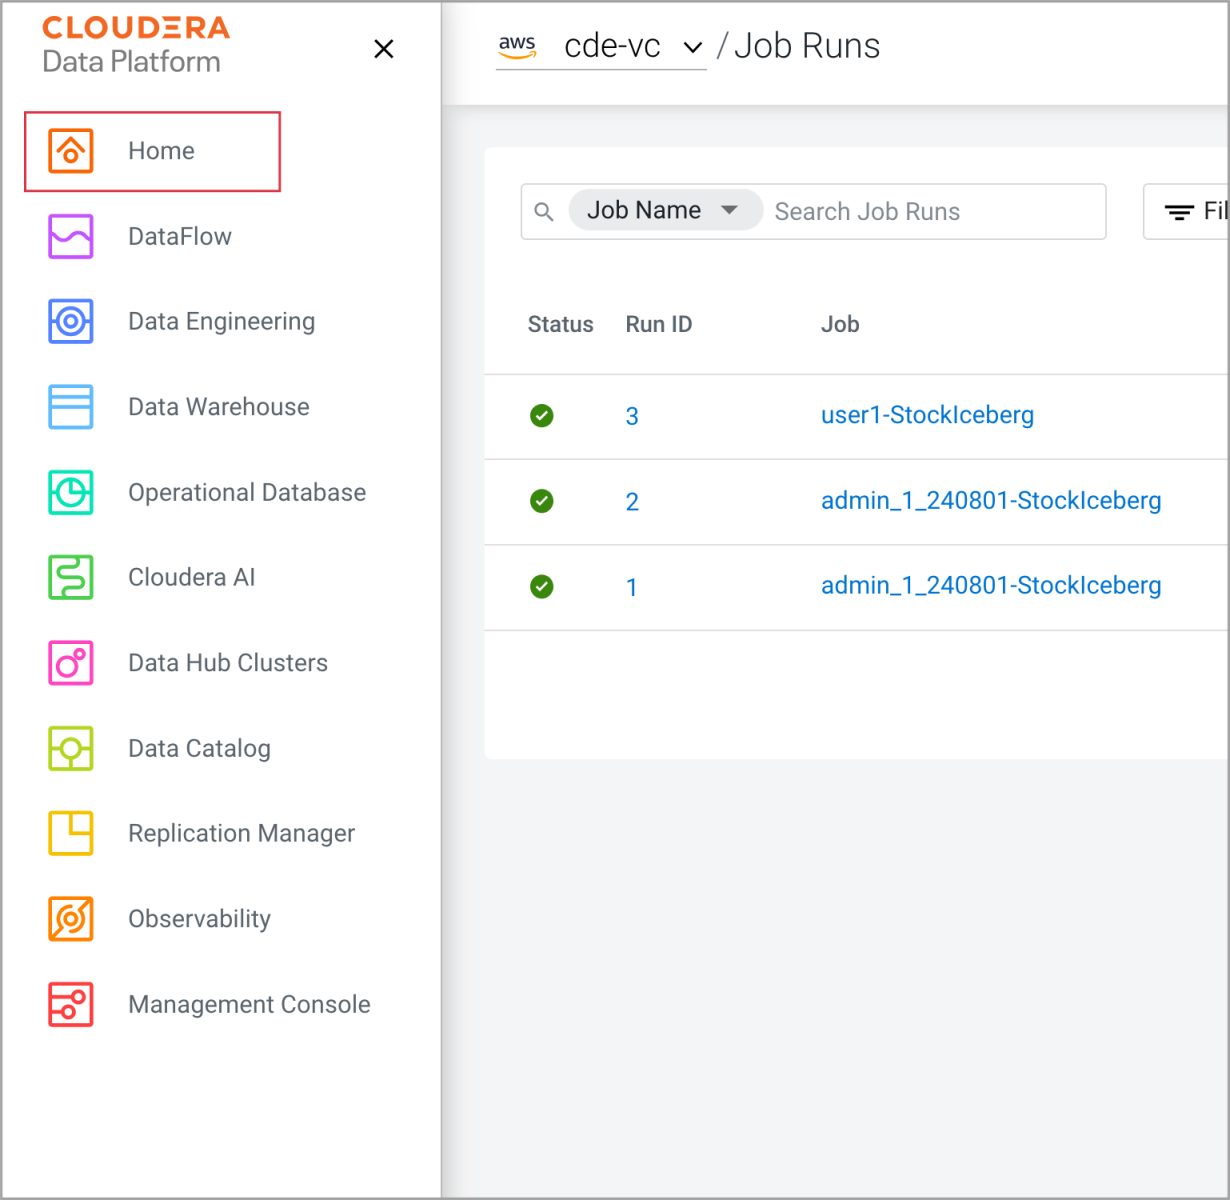 CLOUDERA
Data Platform
Home
DataFlow
Data Engineering
Data Warehouse
Operational Database
Cloudera AI
Data Hub Clusters
Data Catalog
Replication Manager
Observability
Management Console
aws cde-vc / Job Runs
Job Name Search Job Runs Fil
Status Run ID Job
3 user1-StockIceberg
2 admin_1_240801-StockIceberg
1 admin_1_240801-StockIceberg